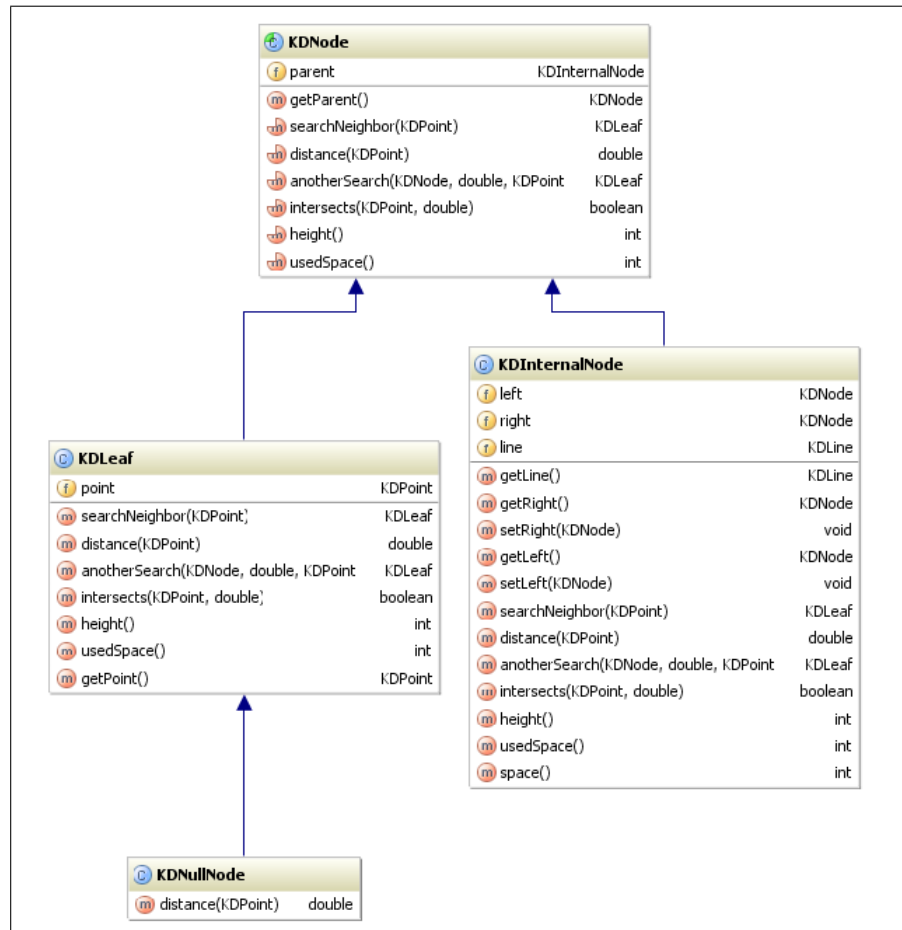 KDNode
parent KDInternalNode
getParent() KDNode
searchNeighbor(KDPoint) KDLeaf
distance(KDPoint) double
anotherSearch(KDNode, double, KDPoint KDLeaf
intersects(KDPoint, double) boolean
height() int
usedSpace() int
KDLeaf
point KDPoint
searchNeighbor(KDPoint) KDLeaf
distance(KDPoint) double
anotherSearch(KDNode, double, KDPoint KDLeaf
intersects(KDPoint, double) boolean
height() int
usedSpace() int
getPoint() KDPoint
KDInternalNode
left KDNode
right KDNode
line KDLine
getLine() KDLine
getRight() KDNode
setRight(KDNode) void
getLeft() KDNode
setLeft(KDNode) void
searchNeighbor(KDPoint) KDLeaf
distance(KDPoint) double
anotherSearch(KDNode, double, KDPoint KDLeaf
intersects(KDPoint, double) boolean
height() int
usedSpace() int
space() int
KDNullNode
distance(KDPoint) double